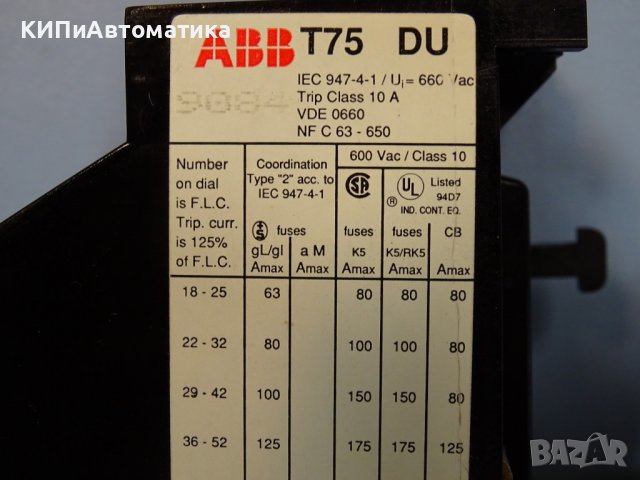 КИПиАвтоматика
ABB T75 DU
IEC 947-4-1 / Ui = 660 Vac
9084 Trip Class 10 A
VDE 0660
NF C 63 - 650
Number on dial is F.L.C. Trip. curr. is 125% of F.L.C.
Coordination Type "2" acc. to IEC 947-4-1
600 Vac / Class 10
SA
UL Listed 94D7
® IND. CONT. EQ.
fuses fuses fuses CB
gL/gI a M K5 K5/RK5
Amax Amax Amax Amax Amax
18 - 25 63 80 80 80
22 - 32 80 100 100 80
29 - 42 100 150 150 80
36 - 52 125 175 175 125
BAZAR